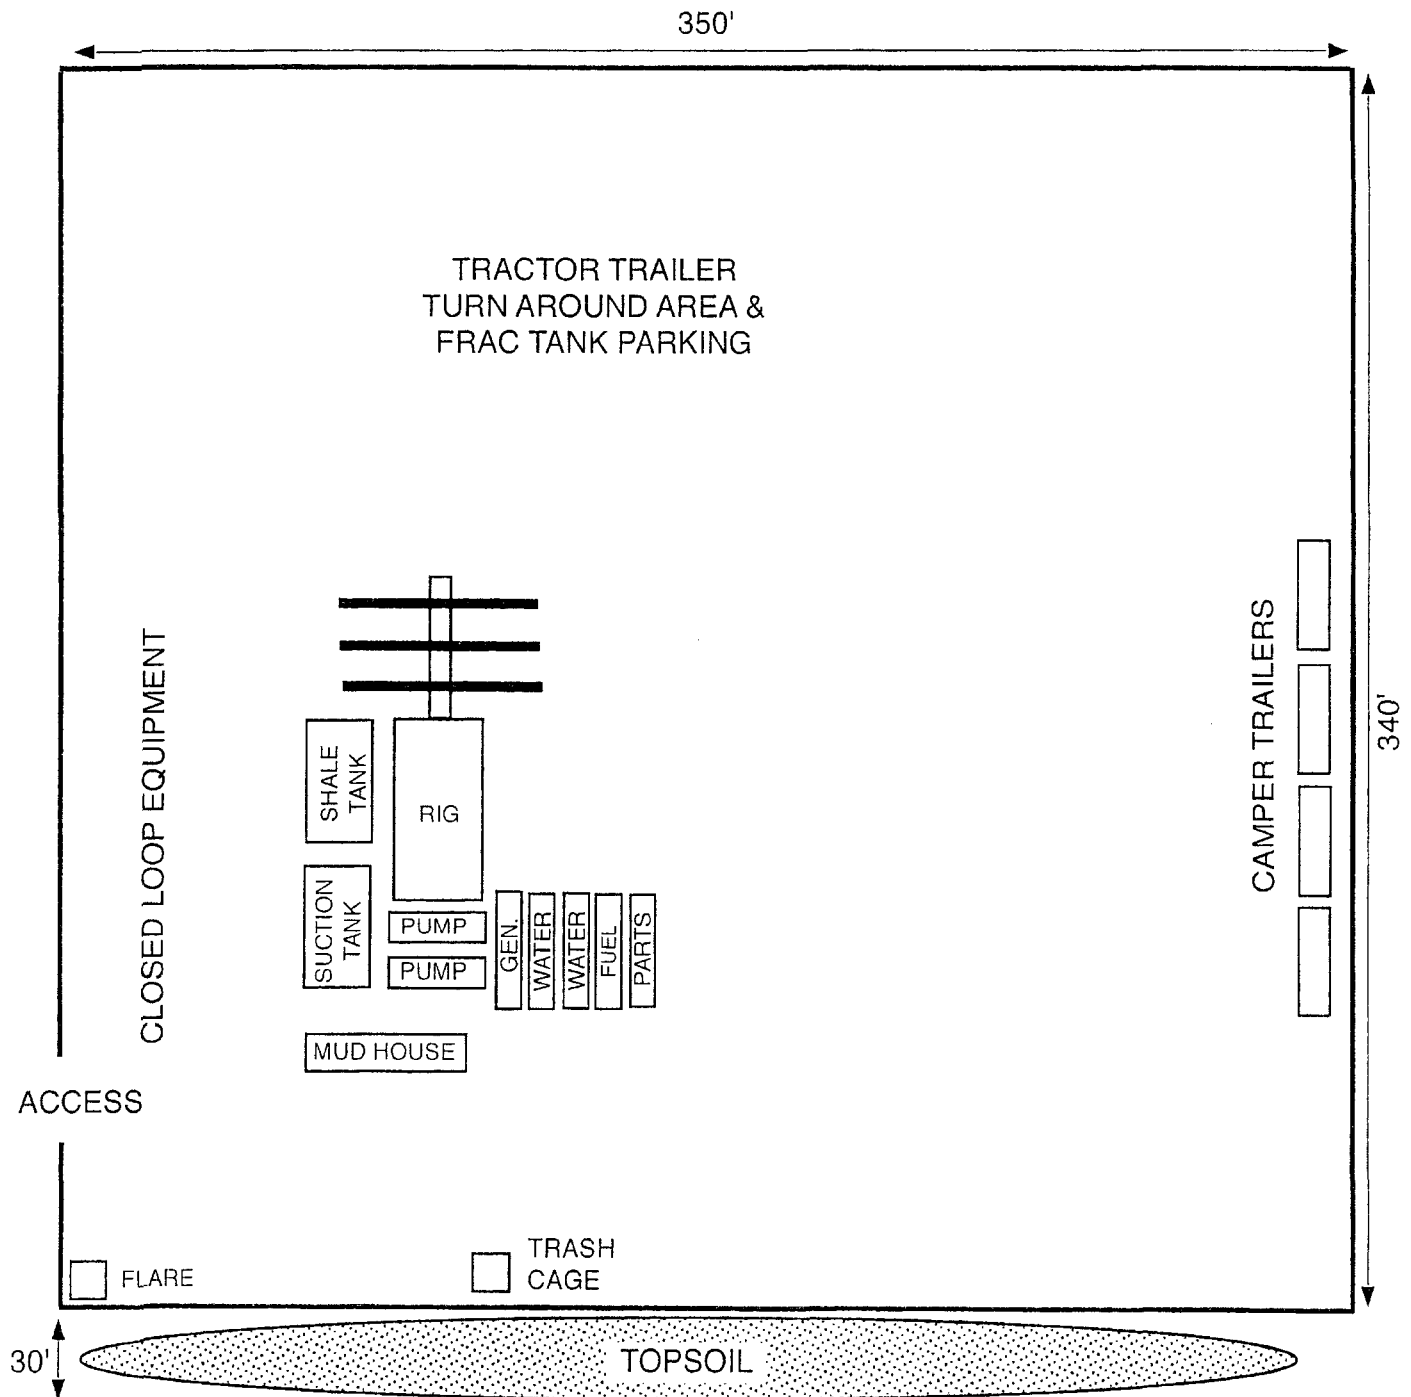 350'
TRACTOR TRAILER
TURN AROUND AREA &
FRAC TANK PARKING
CLOSED LOOP EQUIPMENT
SHALE
TANK
RIG
CAMPER TRAILERS
340'
SUCTION
TANK
PUMP
PUMP
GEN.
WATER
WATER
FUEL
PARTS
MUD HOUSE
ACCESS
FLARE
TRASH
CAGE
30'
TOPSOIL